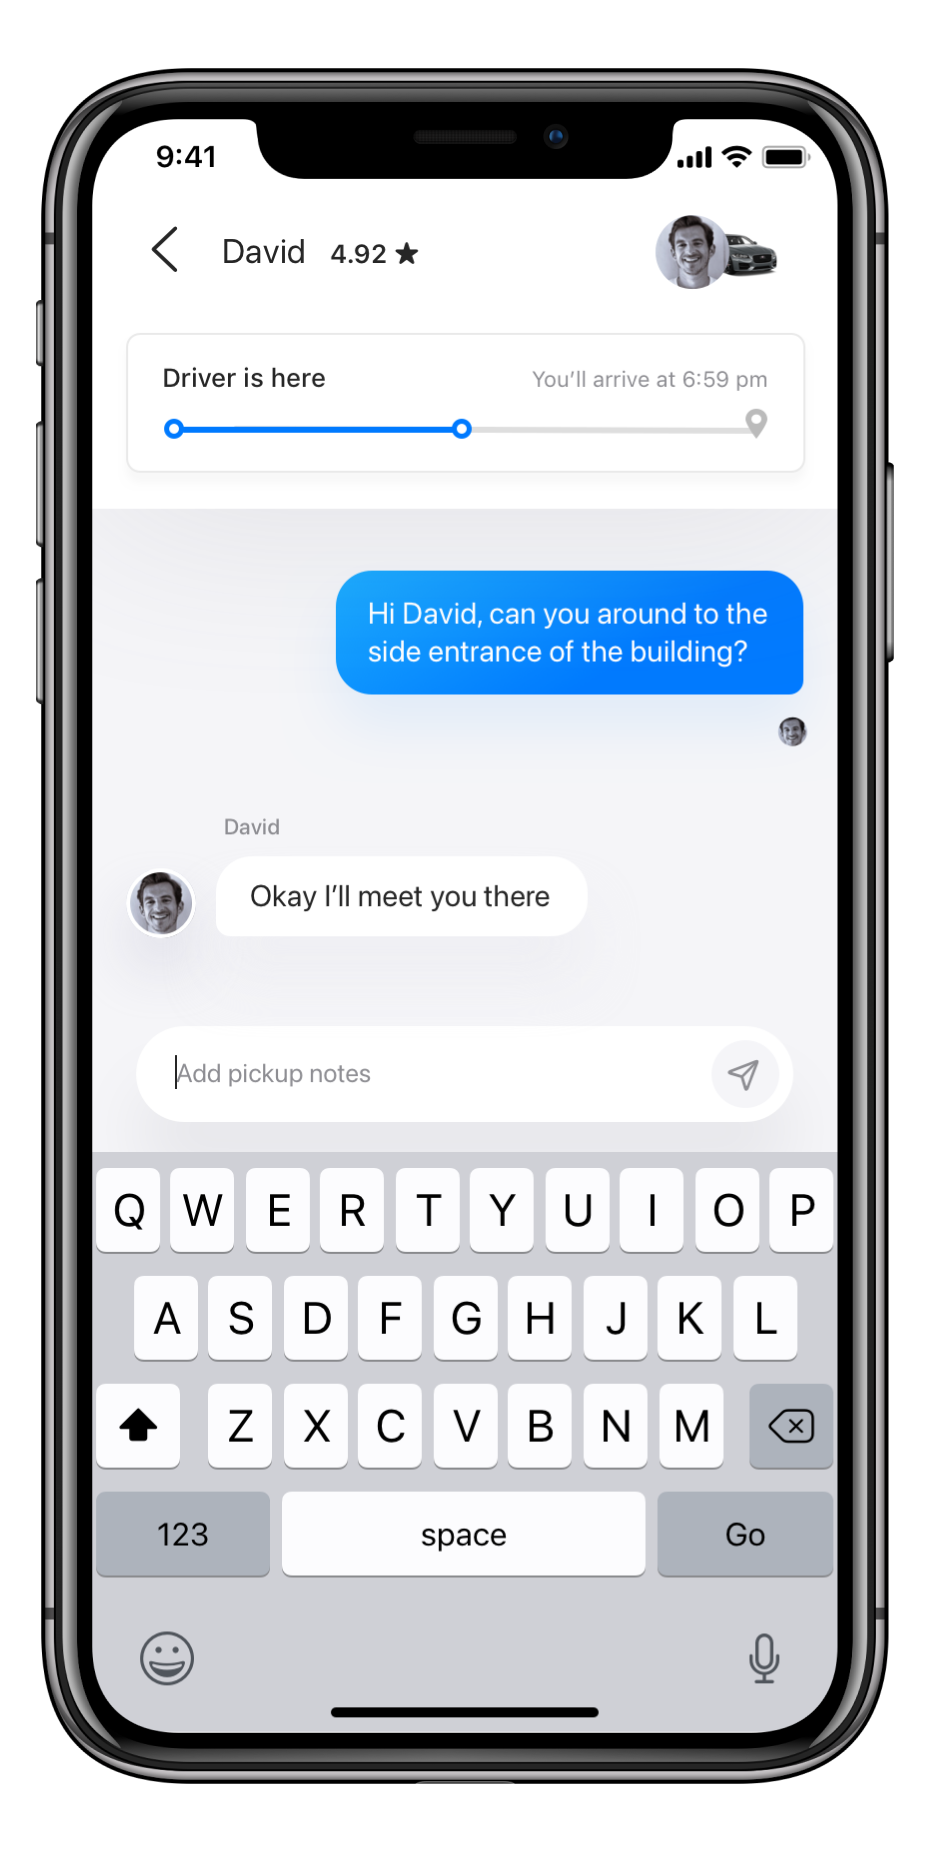 9:41
David 4.92 ★
Driver is here
You'll arrive at 6:59 pm
Hi David, can you around to the
side entrance of the building?
David
Okay I'll meet you there
Add pickup notes
Q W E R T Y U I O P
A S D F G H J K L
Z X C V B N M
123 space Go